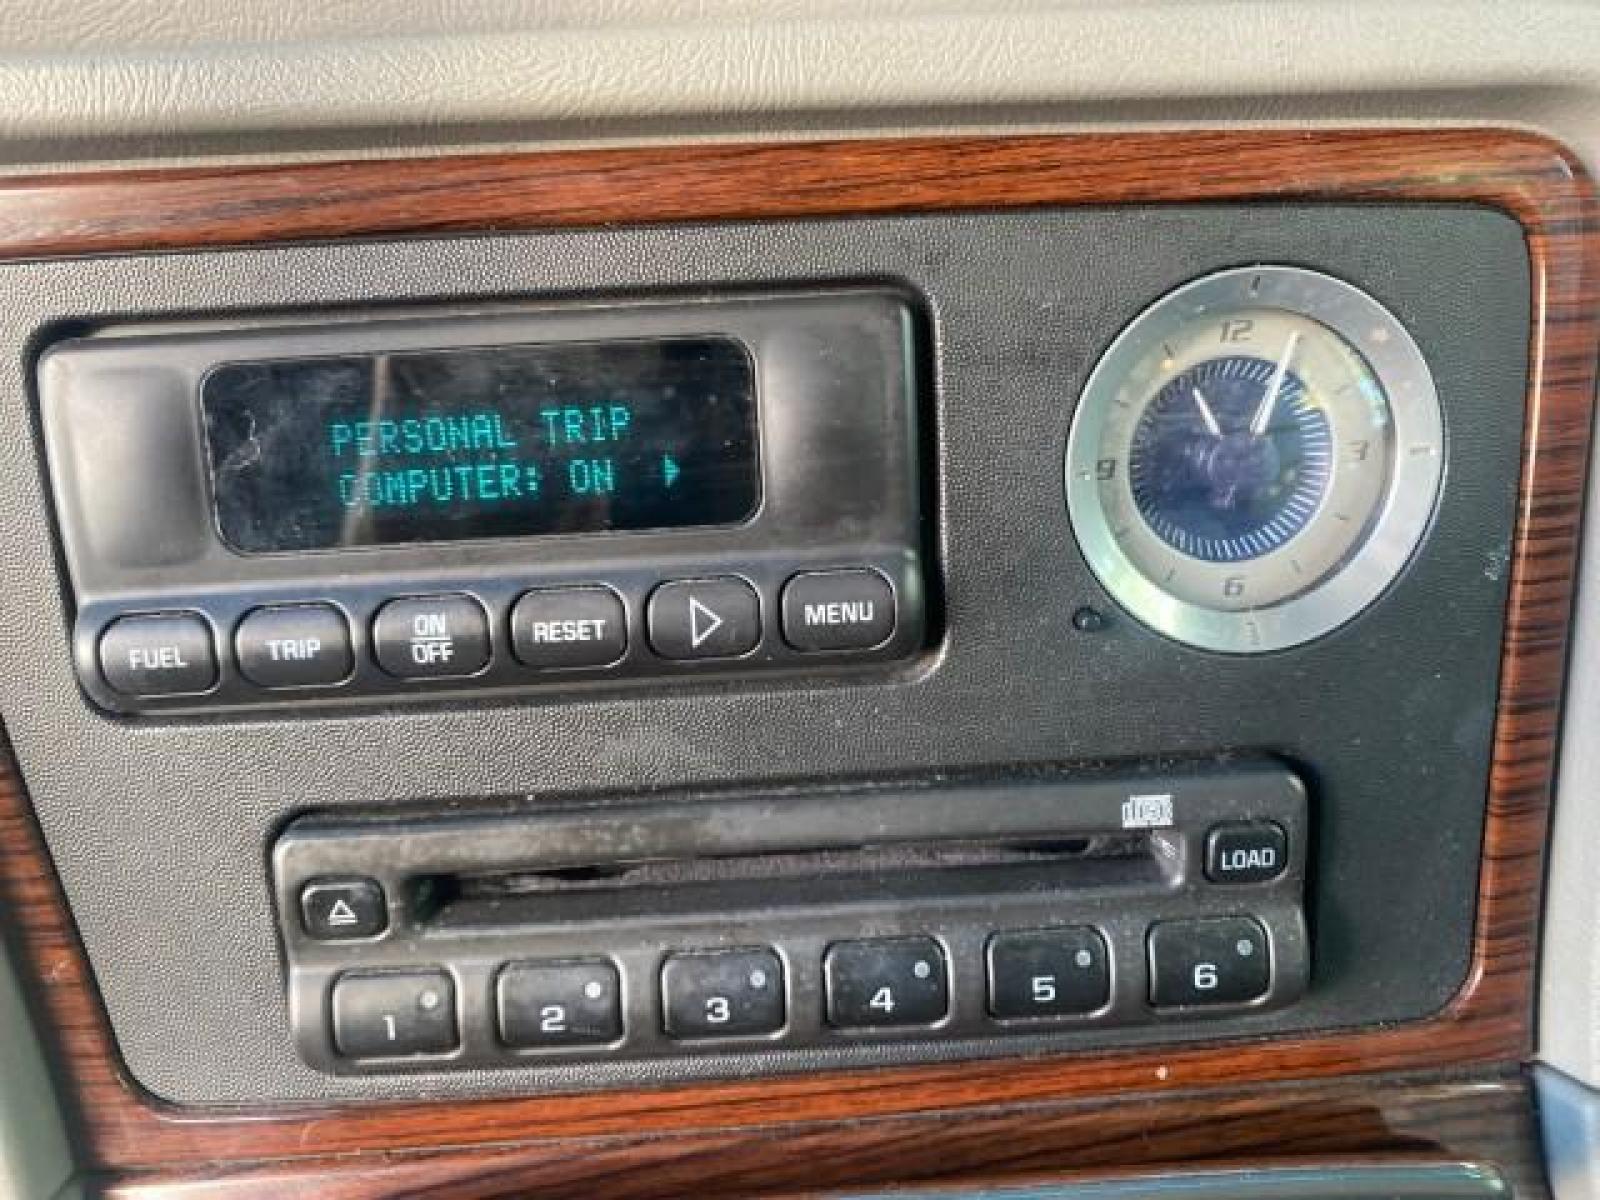 PERSONAL TRIP
COMPUTER: ON
FUEL
TRIP
ON
OFF
RESET
MENU
12
3
6
9
disc
LOAD
1
2
3
4
5
6